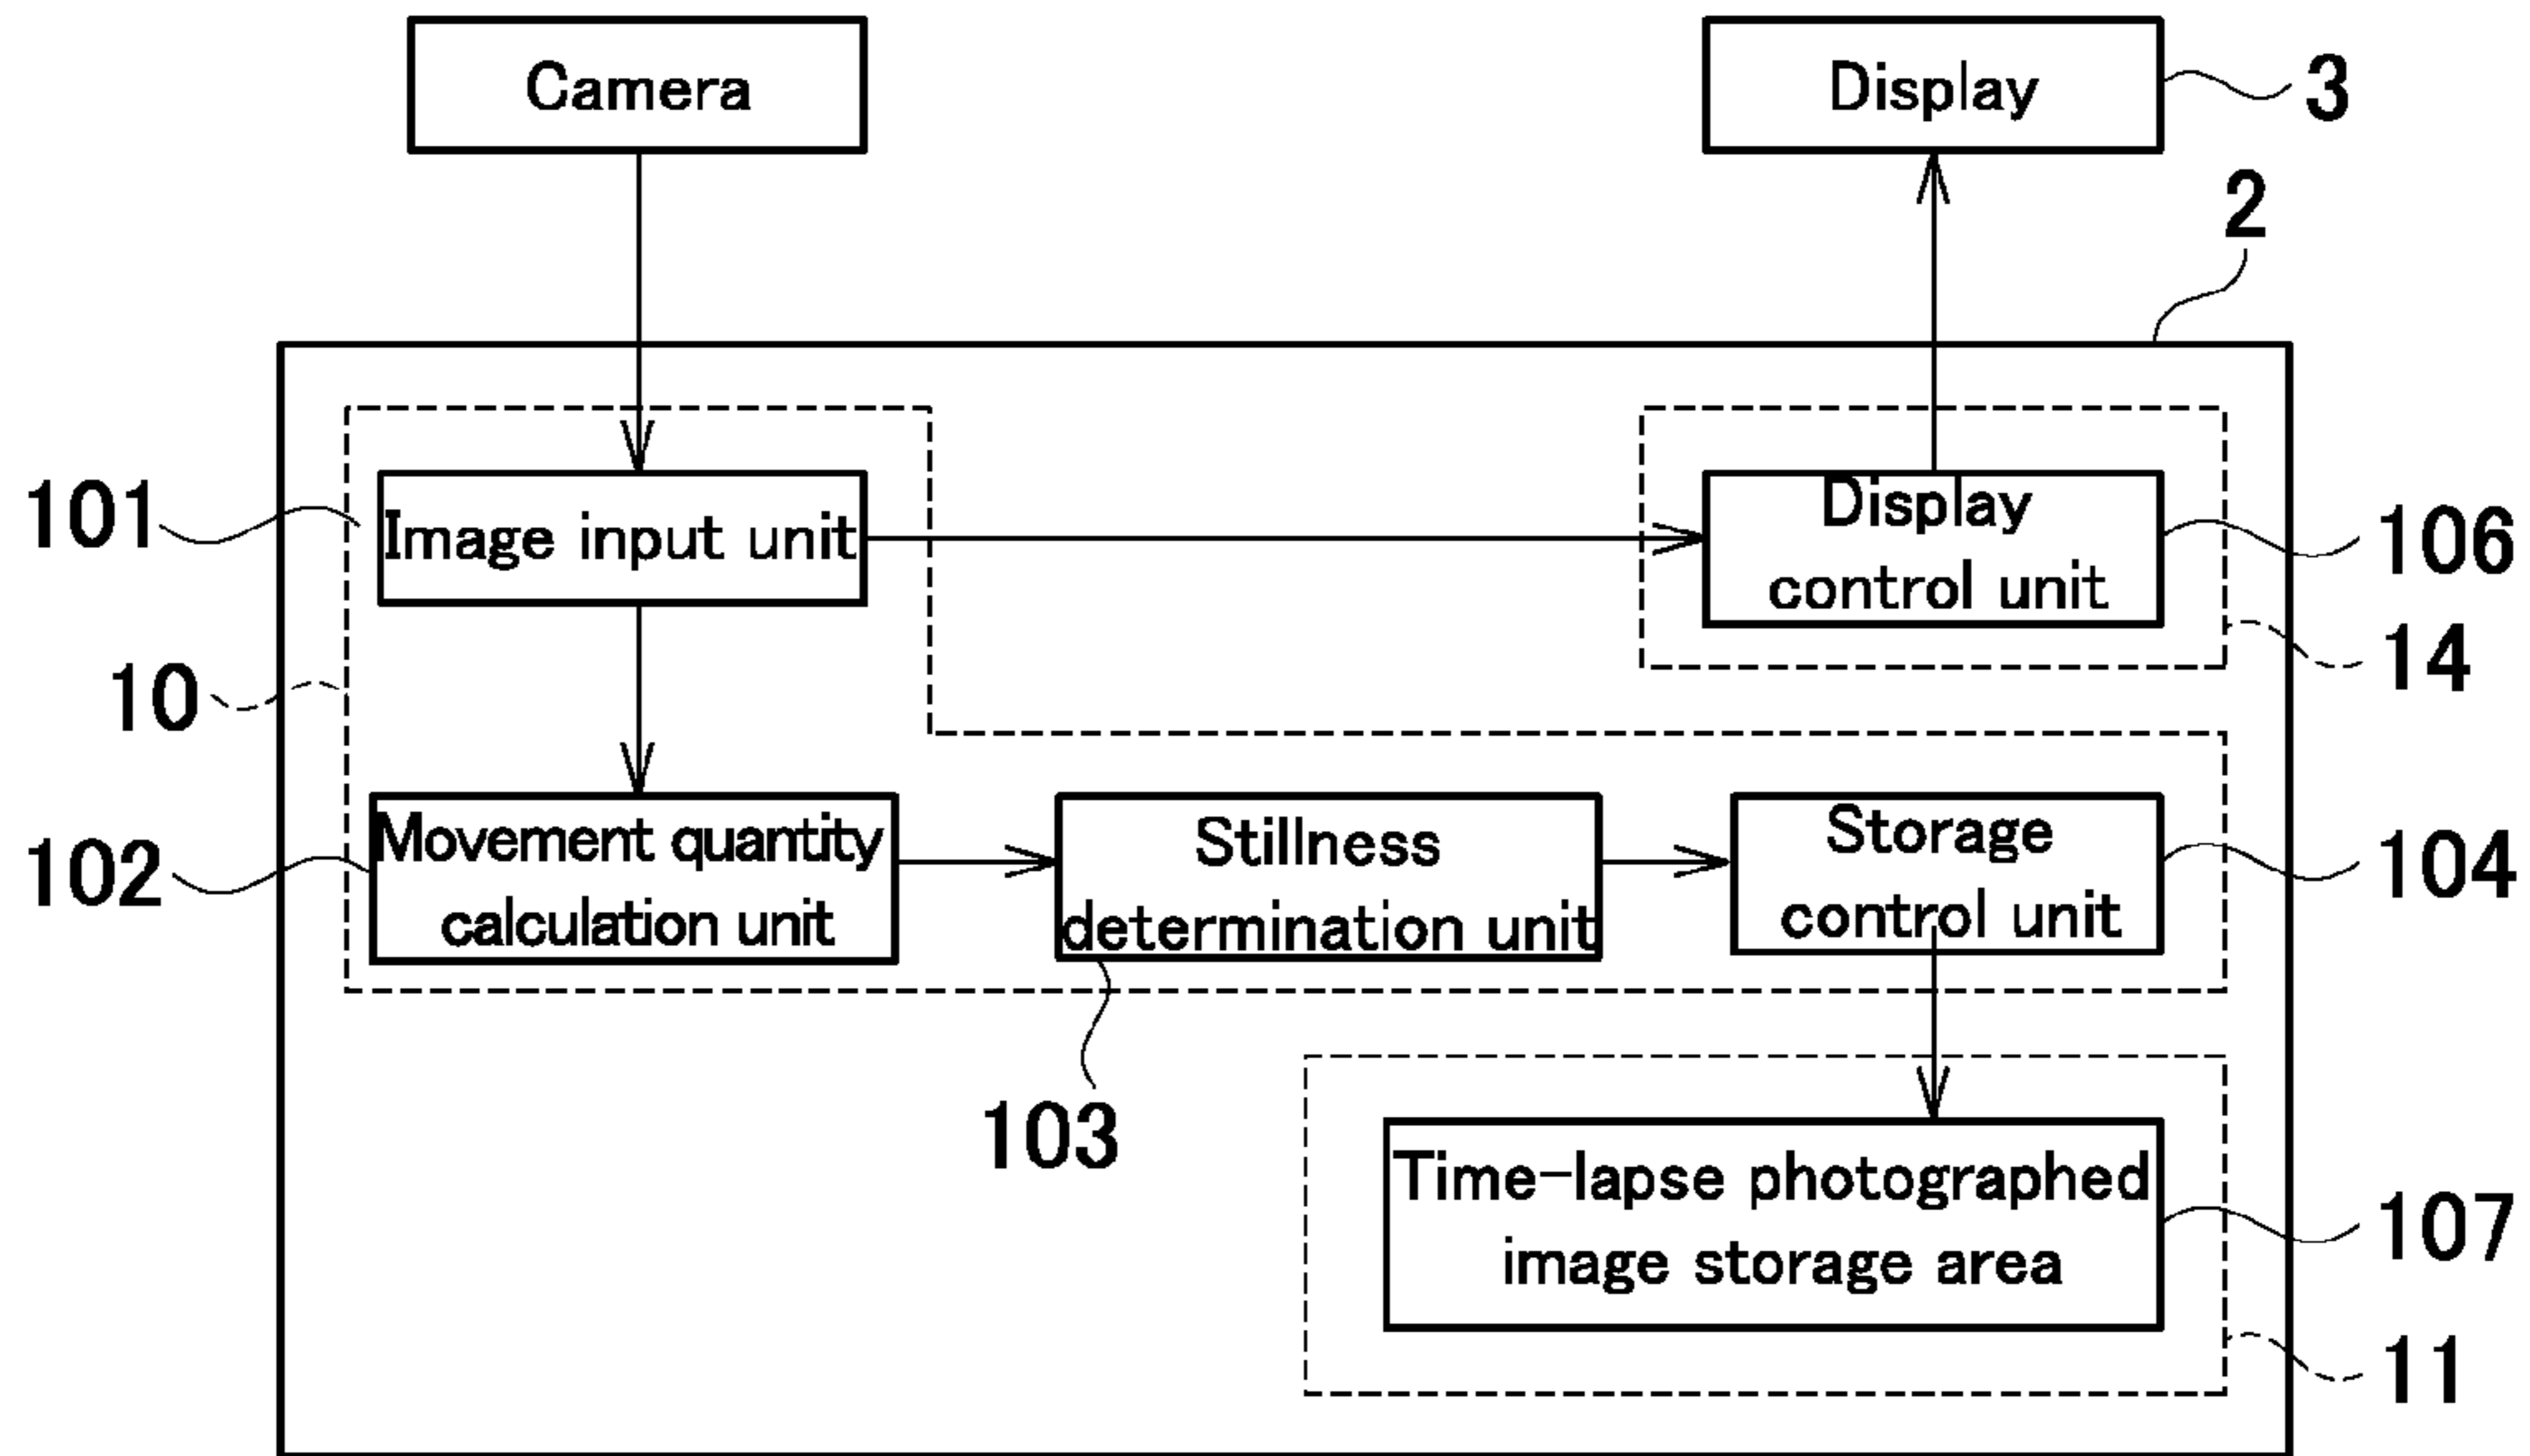 Camera
Display
3
2
101
Image input unit
Display
control unit
106
10
14
102
Movement quantity
calculation unit
Stillness
determination unit
Storage
control unit
104
103
Time-lapse photographed
image storage area
107
11